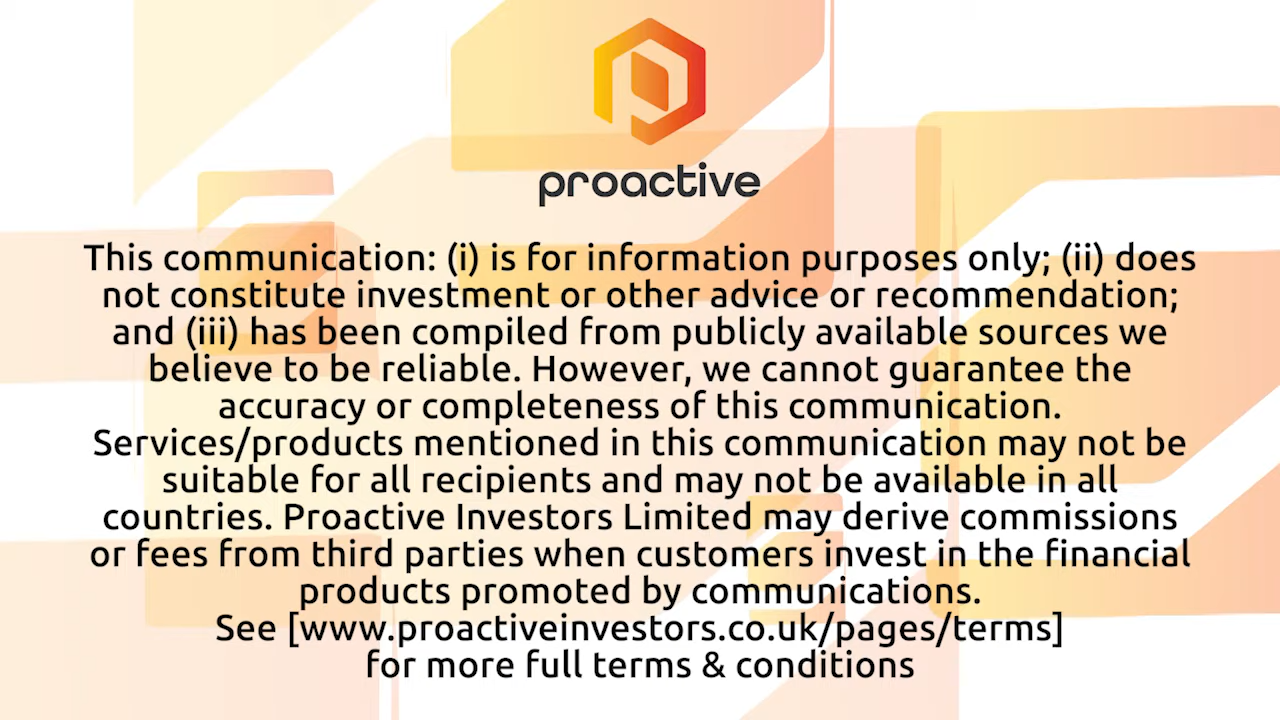 proactive
This communication: (i) is for information purposes only; (ii) does
not constitute investment or other advice or recommendation;
and (iii) has been compiled from publicly available sources we
believe to be reliable. However, we cannot guarantee the
accuracy or completeness of this communication.
Services/products mentioned in this communication may not be
suitable for all recipients and may not be available in all
countries. Proactive Investors Limited may derive commissions
or fees from third parties when customers invest in the financial
products promoted by communications.
See [www.proactiveinvestors.co.uk/pages/terms]
for more full terms & conditions